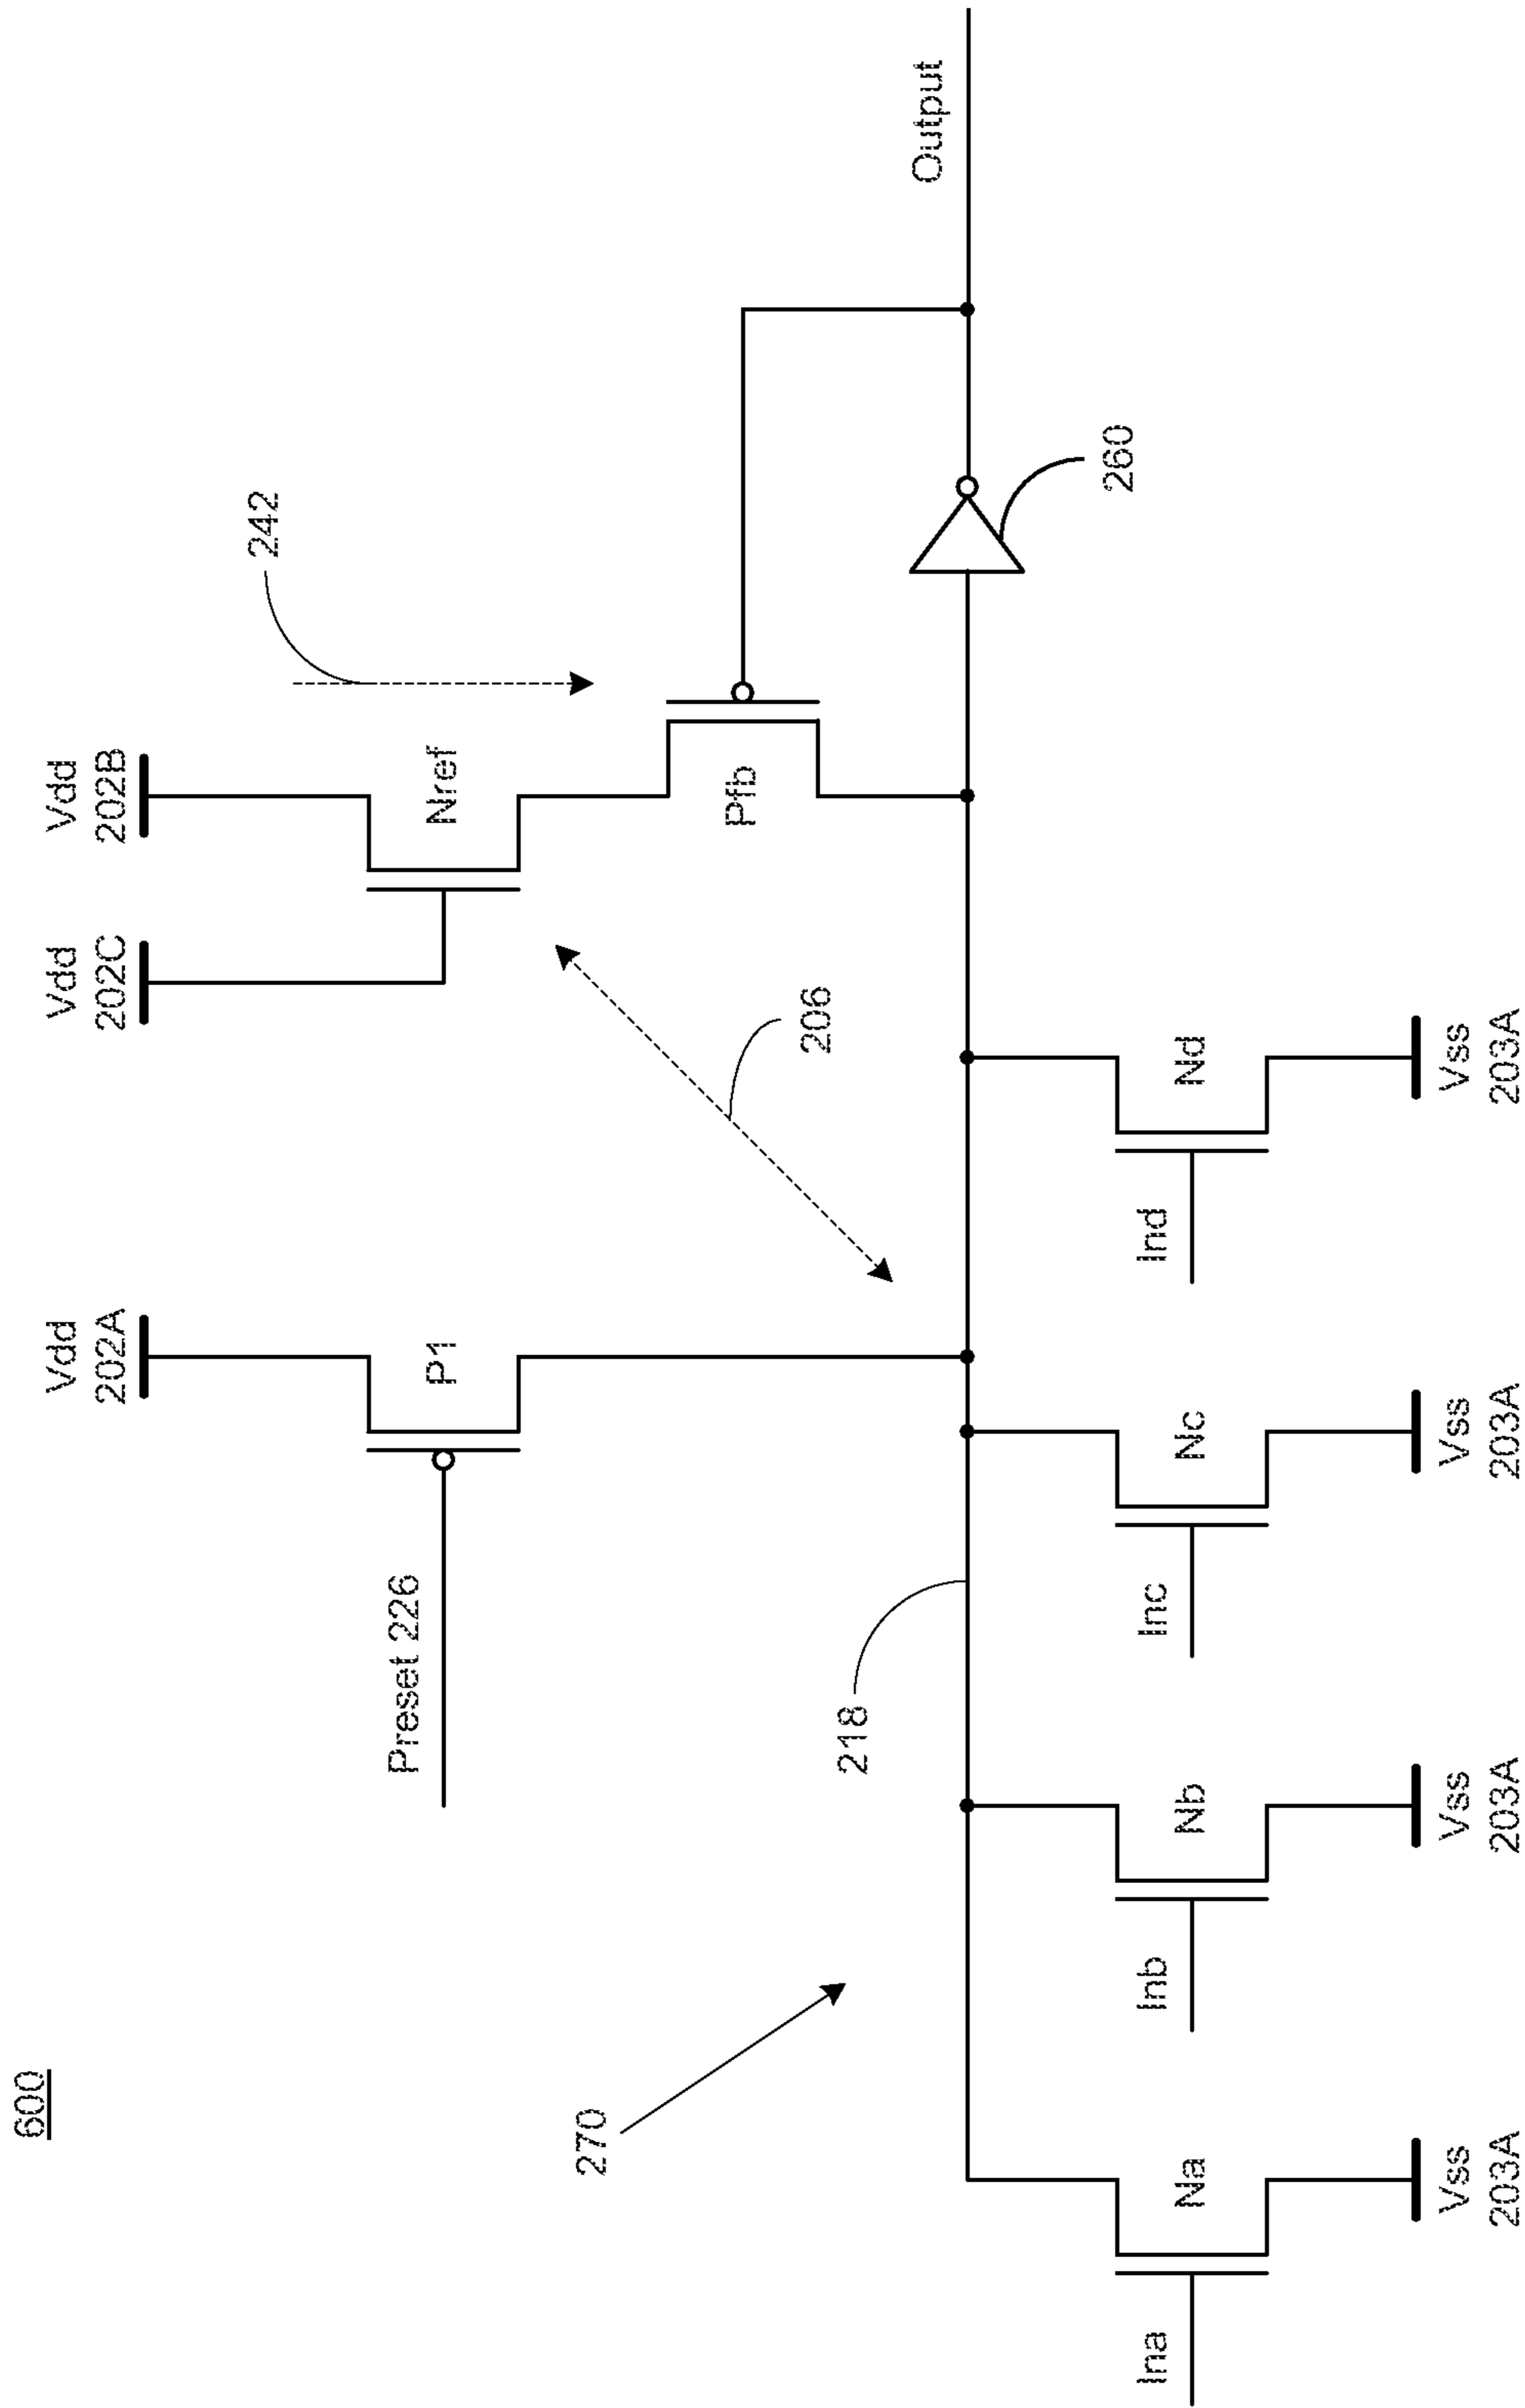 600
Vdd
202A
Vdd
202C
Vdd
202B
242
Preset 226
P1
Nref
206
Pfb
270
218
Output
260
Ina
Na
Inb
Nb
Inc
Nc
Ind
Nd
Vss
203A
Vss
203A
Vss
203A
Vss
203A